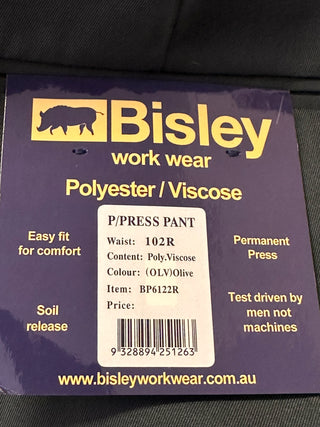 Bisley
work wear
Polyester / Viscose
P/PRESS PANT
Waist: 102R
Content: Poly.Viscose
Colour: (OLV)Olive
Item: BP6122R
Price:
9 328894 251263
Easy fit
for comfort
Permanent
Press
Soil
release
Test driven by
men not
machines
www.bisleyworkwear.com.au